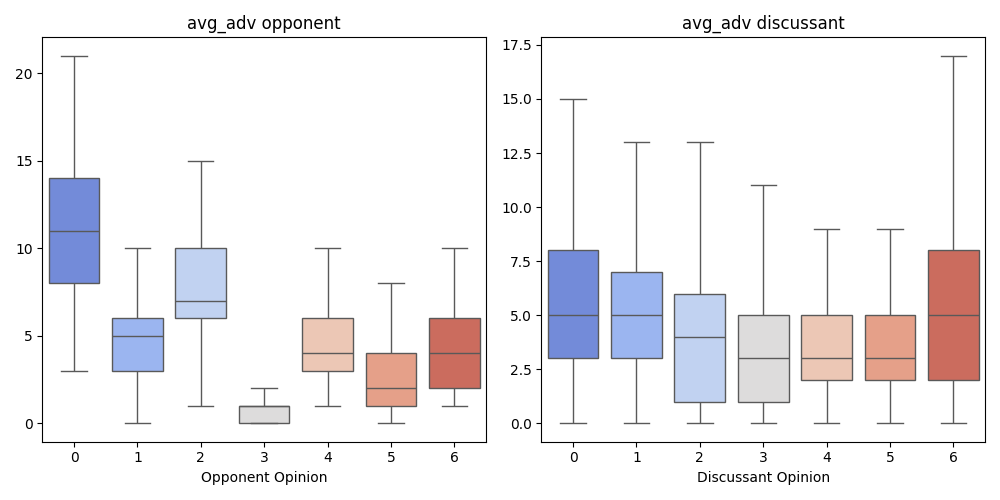 avg_adv opponent
20
15
10
5
0
0 1 2 3 4 5 6
Opponent Opinion
avg_adv discussant
17.5
15.0
12.5
10.0
7.5
5.0
2.5
0.0
0 1 2 3 4 5 6
Discussant Opinion